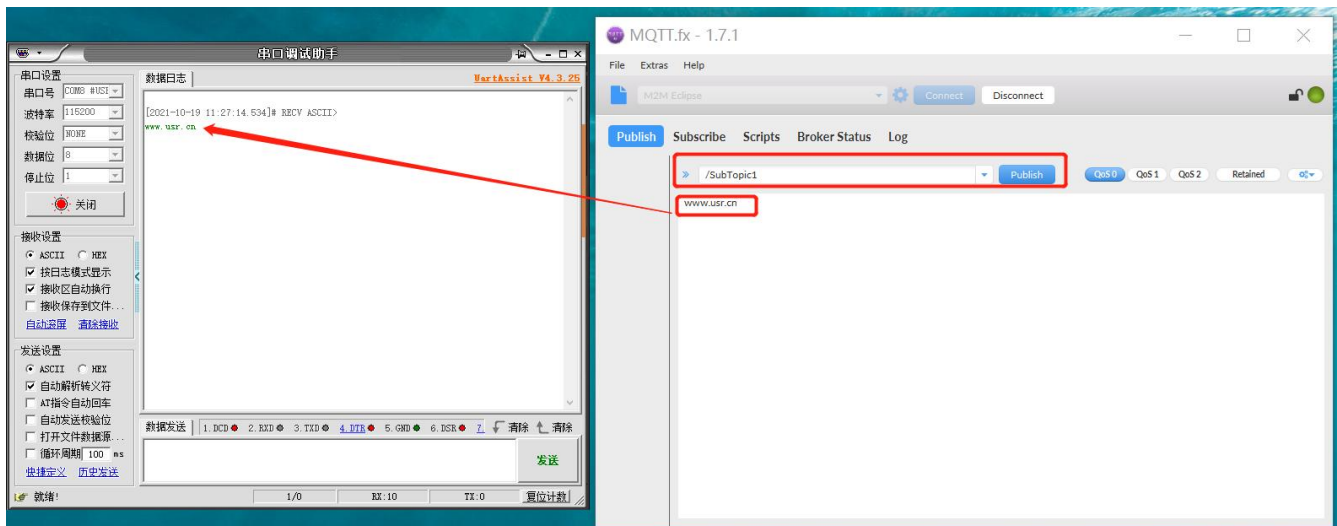 串口调试助手
串口设置
串口号 COM8 #USE
波特率 115200
校验位 NONE
数据位 8
停止位 1
关闭
接收设置
ASCII HEX
按日志模式显示
接收区自动换行
接收保存到文件...
自动滚屏 清除接收
发送设置
ASCII HEX
自动解析转义符
AT指令自动回车
自动发送校验位
打开文件数据源...
循环周期 100 ms
快捷定义 历史发送
就绪!
数据日志
UartAssist V4.3.25
[2021-10-19 11:27:14.534]# RECV ASCII>
www.usr.cn
数据发送 1.DCD 2.RXD 3.TXD 4.DTR 5.GND 6.DSR 7. 清除 清除
发送
1/0 RX:10 TX:0 复位计数
MQTT.fx - 1.7.1
File Extras Help
M2M Eclipse Connect Disconnect
Publish Subscribe Scripts Broker Status Log
/SubTopic1 Publish QoS 0 QoS 1 QoS 2 Retained
www.usr.cn